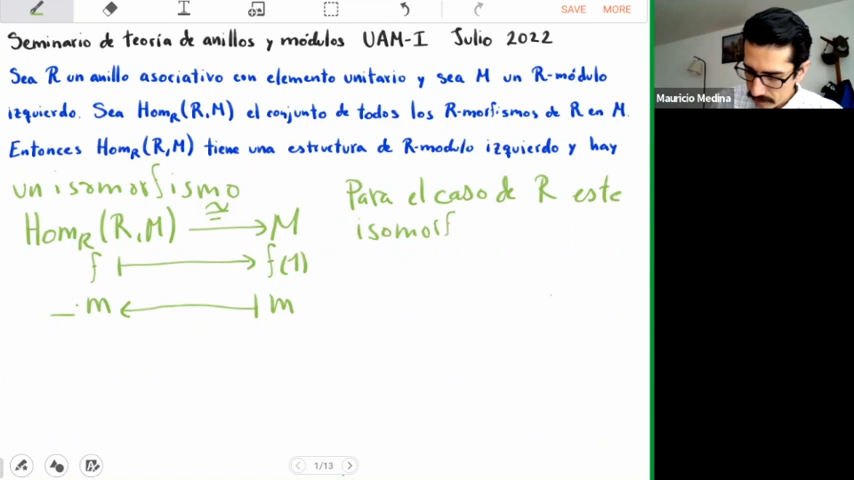 SAVE MORE
Seminario de teoría de anillos y módulos UAM-I Julio 2022
Sea R un anillo asociativo con elemento unitario y sea M un R-módulo
izquierdo. Sea Hom_R(R,M) el conjunto de todos los R-morfismos de R en M.
Entonces Hom_R(R,M) tiene una estructura de R-modulo izquierdo y hay
un isomorfismo
Hom_R(R,M) ≅⟶ M
f ⟼ f(1)
_·m ⟻ m
Para el caso de R este
isomorf
1/13
Mauricio Medina